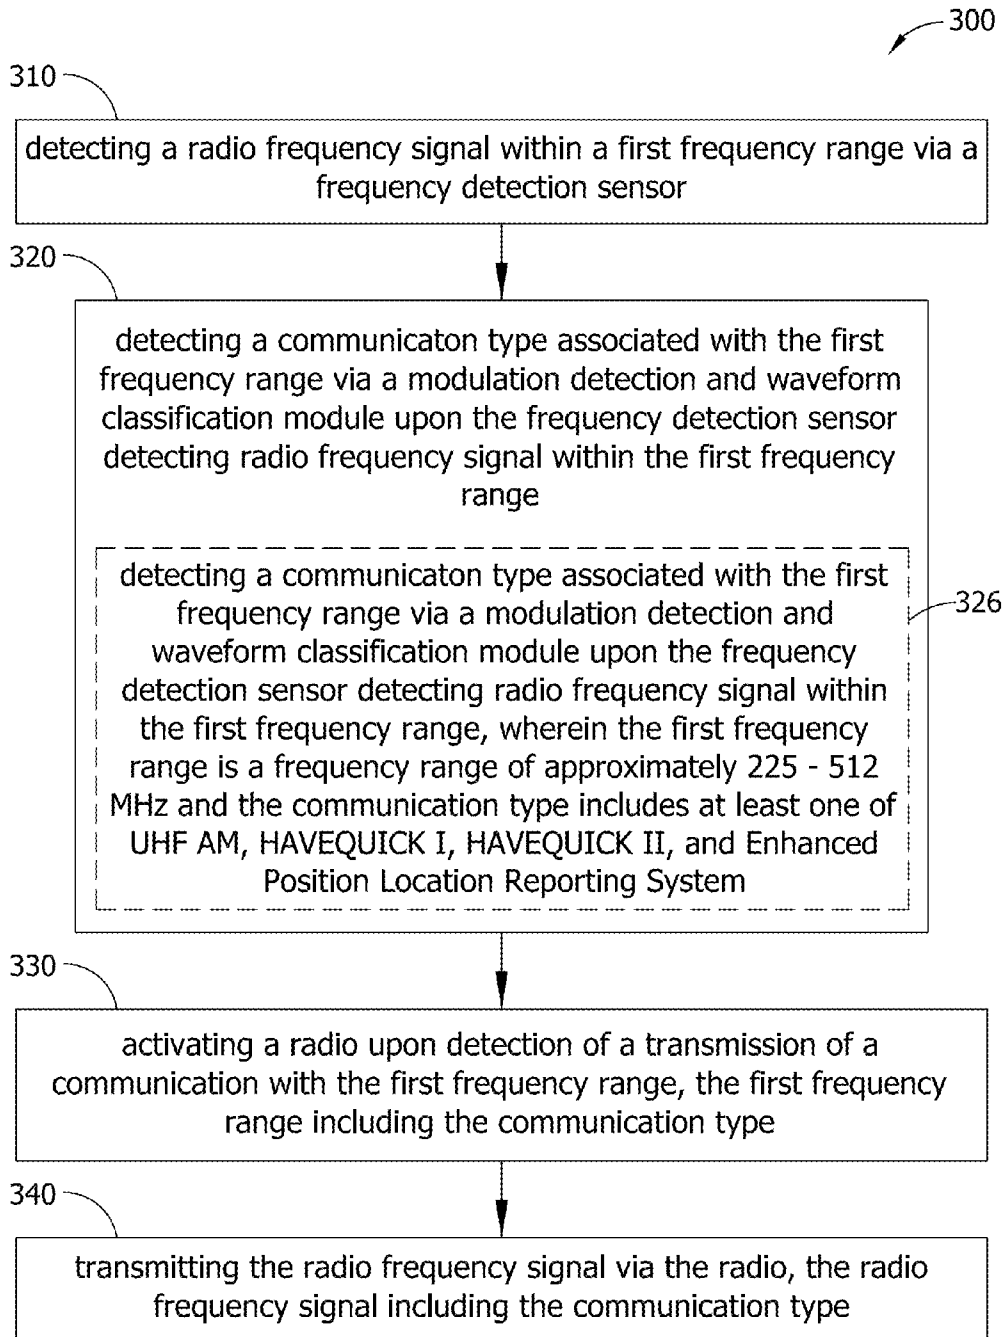 300
310
detecting a radio frequency signal within a first frequency range via a
frequency detection sensor
320
detecting a communicaton type associated with the first
frequency range via a modulation detection and waveform
classification module upon the frequency detection sensor
detecting radio frequency signal within the first frequency
range
detecting a communicaton type associated with the first
frequency range via a modulation detection and
waveform classification module upon the frequency
detection sensor detecting radio frequency signal within
the first frequency range, wherein the first frequency
range is a frequency range of approximately 225 - 512
MHz and the communication type includes at least one of
UHF AM, HAVEQUICK I, HAVEQUICK II, and Enhanced
Position Location Reporting System
326
330
activating a radio upon detection of a transmission of a
communication with the first frequency range, the first frequency
range including the communication type
340
transmitting the radio frequency signal via the radio, the radio
frequency signal including the communication type